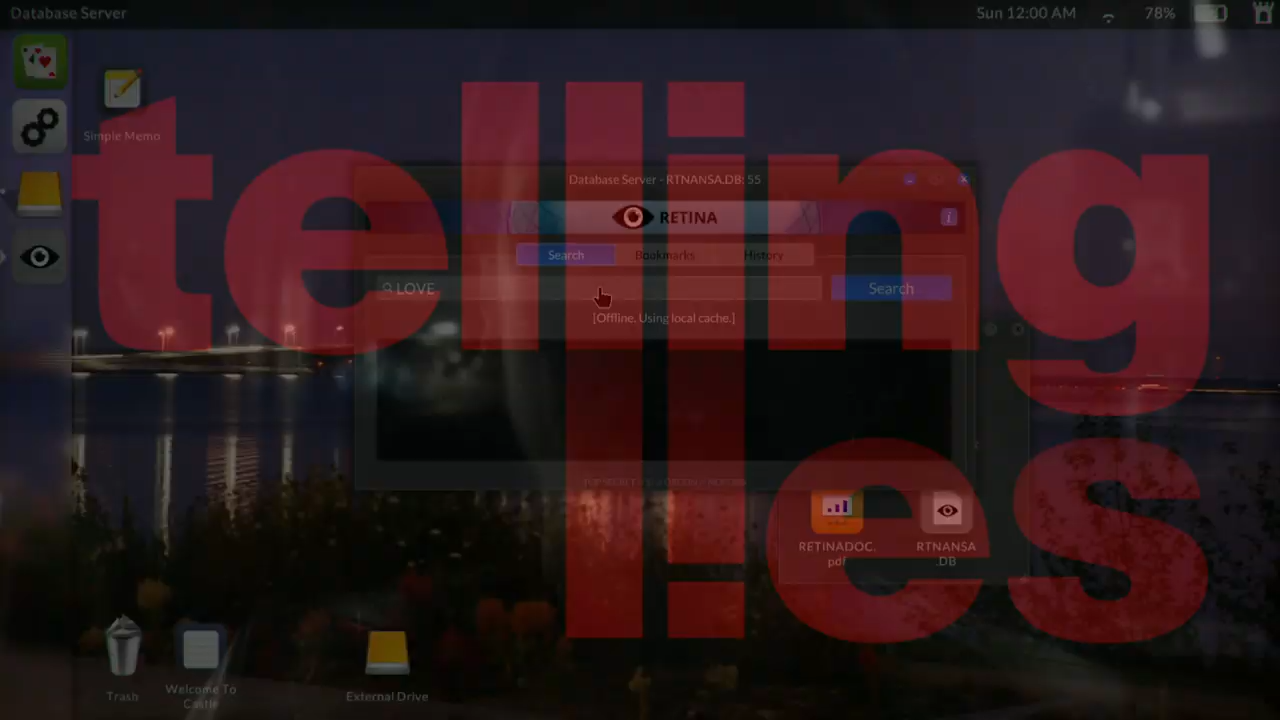 Database Server
Sun 12:00 AM
78%
Simple Memo
telling
lies
Database Server - RTNANSA.DB: 55
RETINA
i
Search
Bookmarks
History
LOVE
Search
[Offline. Using local cache.]
RETINADOC.
pdf
RTNANSA
.DB
Trash
Welcome To
Castle
External Drive